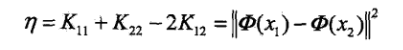 η = K₁₁ + K₂₂ − 2K₁₂ = ‖Φ(x₁) − Φ(x₂)‖²